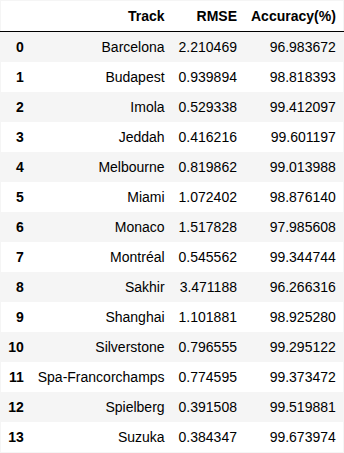 Track RMSE Accuracy(%)
0 Barcelona 2.210469 96.983672
1 Budapest 0.939894 98.818393
2 Imola 0.529338 99.412097
3 Jeddah 0.416216 99.601197
4 Melbourne 0.819862 99.013988
5 Miami 1.072402 98.876140
6 Monaco 1.517828 97.985608
7 Montréal 0.545562 99.344744
8 Sakhir 3.471188 96.266316
9 Shanghai 1.101881 98.925280
10 Silverstone 0.796555 99.295122
11 Spa-Francorchamps 0.774595 99.373472
12 Spielberg 0.391508 99.519881
13 Suzuka 0.384347 99.673974